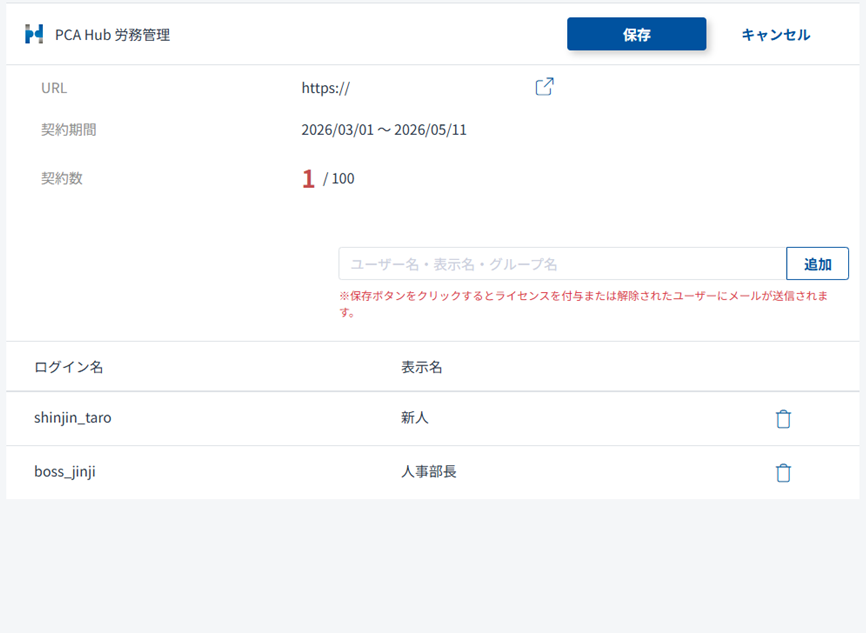 PCA Hub 労務管理
保存
キャンセル
URL
https://
契約期間
2026/03/01 ～ 2026/05/11
契約数
1 / 100
ユーザー名・表示名・グループ名
追加
※保存ボタンをクリックするとライセンスを付与または解除されたユーザーにメールが送信されま
す。
ログイン名
表示名
shinjin_taro
新人
boss_jinji
人事部長